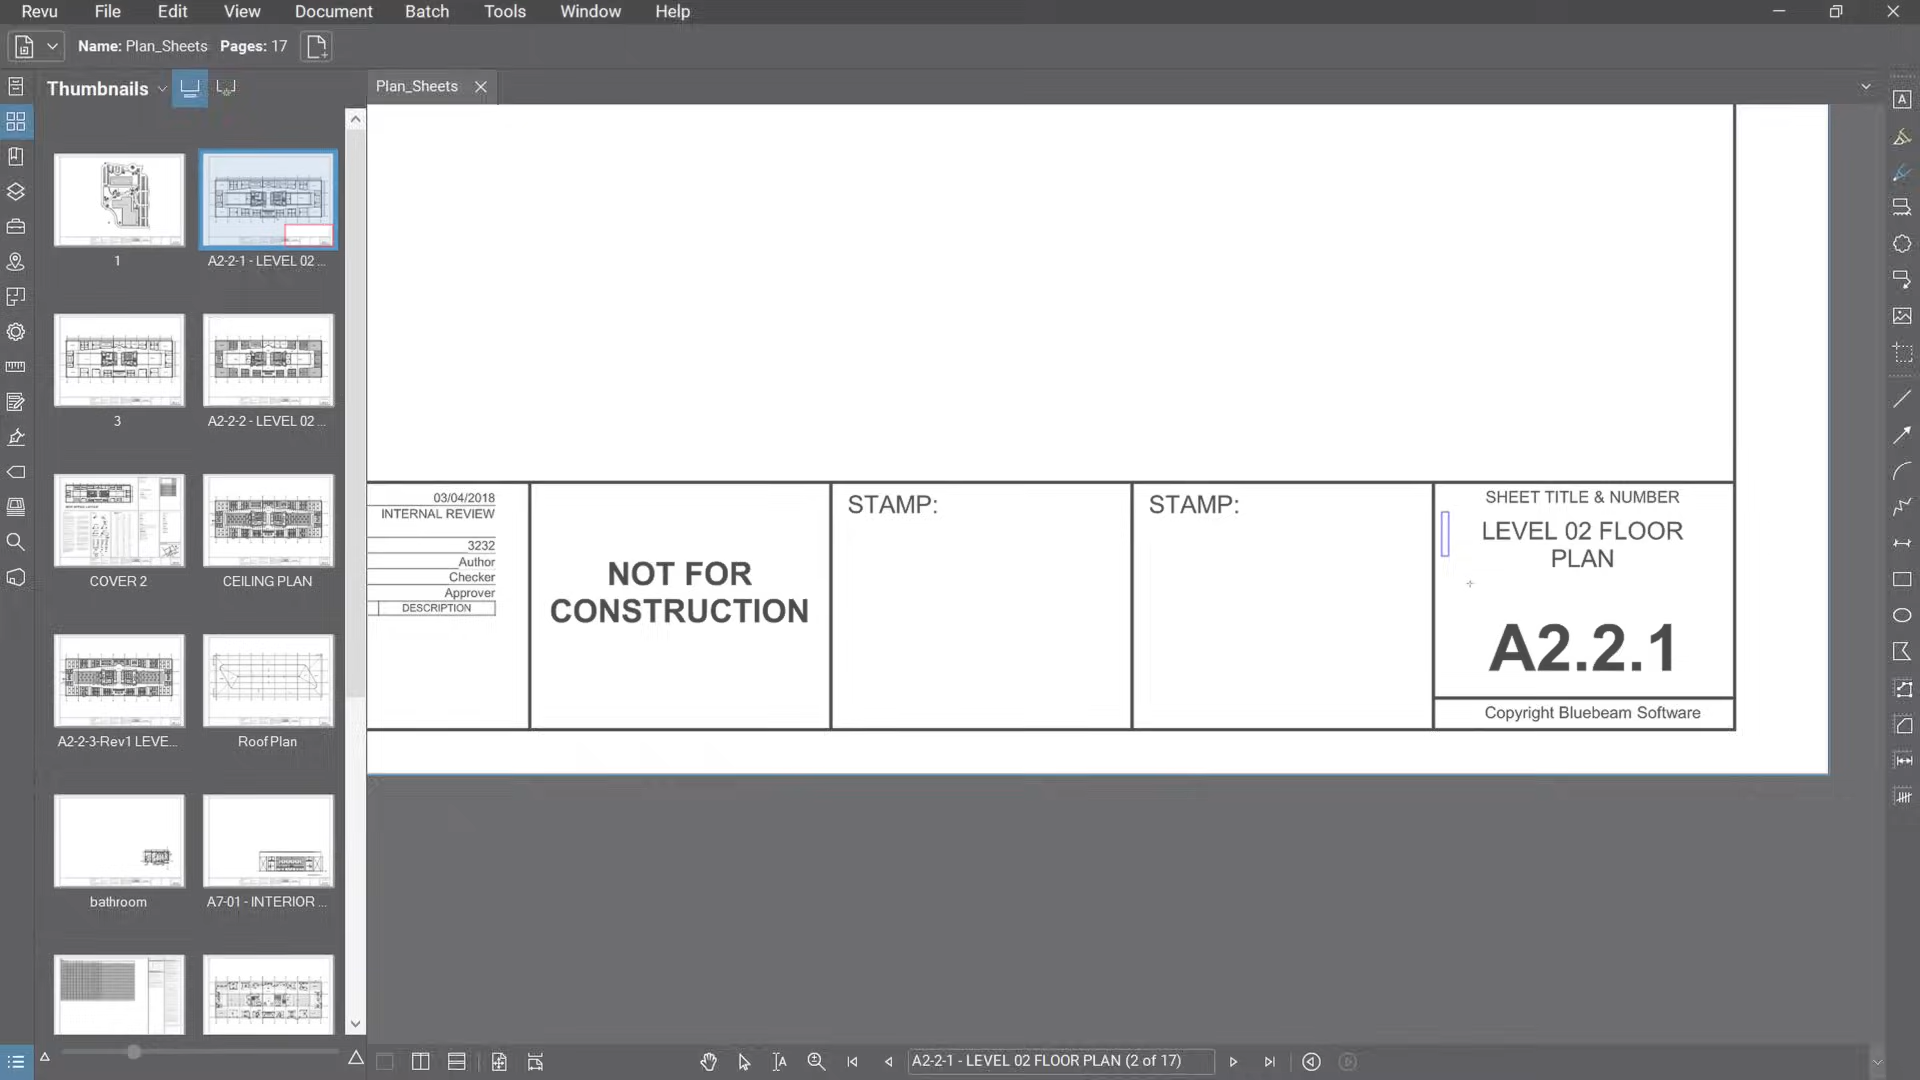 Revu File Edit View Document Batch Tools Window Help
Name: Plan_Sheets Pages: 17
Thumbnails
Plan_Sheets
1
A2-2-1 - LEVEL 02 ...
3
A2-2-2 - LEVEL 02 ...
COVER 2
CEILING PLAN
A2-2-3-Rev1 LEVE...
Roof Plan
bathroom
A7-01 - INTERIOR ...
03/04/2018
INTERNAL REVIEW
3232
Author
Checker
Approver
DESCRIPTION
NOT FOR
CONSTRUCTION
STAMP:
STAMP:
SHEET TITLE & NUMBER
LEVEL 02 FLOOR
PLAN
A2.2.1
Copyright Bluebeam Software
A2-2-1 - LEVEL 02 FLOOR PLAN (2 of 17)